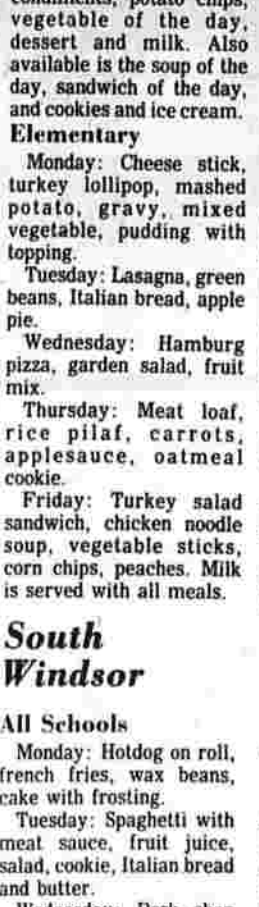 condiments, potato chips,
vegetable of the day,
dessert and milk. Also
available is the soup of the
day, sandwich of the day,
and cookies and ice cream.
Elementary
Monday: Cheese stick,
turkey lollipop, mashed
potato, gravy, mixed
vegetable, pudding with
topping.
Tuesday: Lasagna, green
beans, Italian bread, apple
pie.
Wednesday: Hamburg
pizza, garden salad, fruit
mix.
Thursday: Meat loaf,
rice pilaf, carrots,
applesauce, oatmeal
cookie.
Friday: Turkey salad
sandwich, chicken noodle
soup, vegetable sticks,
corn chips, peaches. Milk
is served with all meals.
South
Windsor
All Schools
Monday: Hotdog on roll,
french fries, wax beans,
cake with frosting.
Tuesday: Spaghetti with
meat sauce, fruit juice,
salad, cookie, Italian bread
and butter.